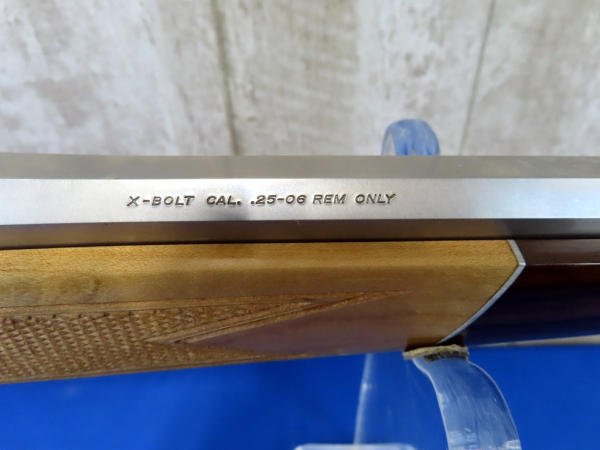 X-BOLT CAL. .25-06 REM ONLY